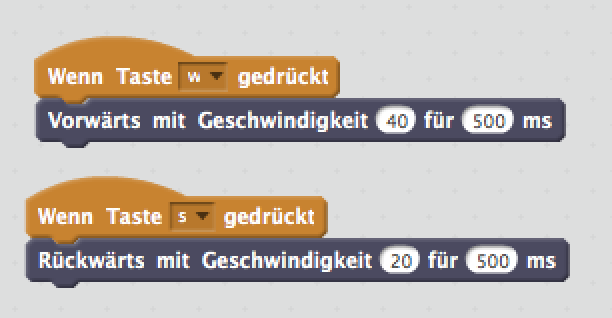 Wenn Taste w gedrückt
Vorwärts mit Geschwindigkeit 40 für 500 ms
Wenn Taste s gedrückt
Rückwärts mit Geschwindigkeit 20 für 500 ms